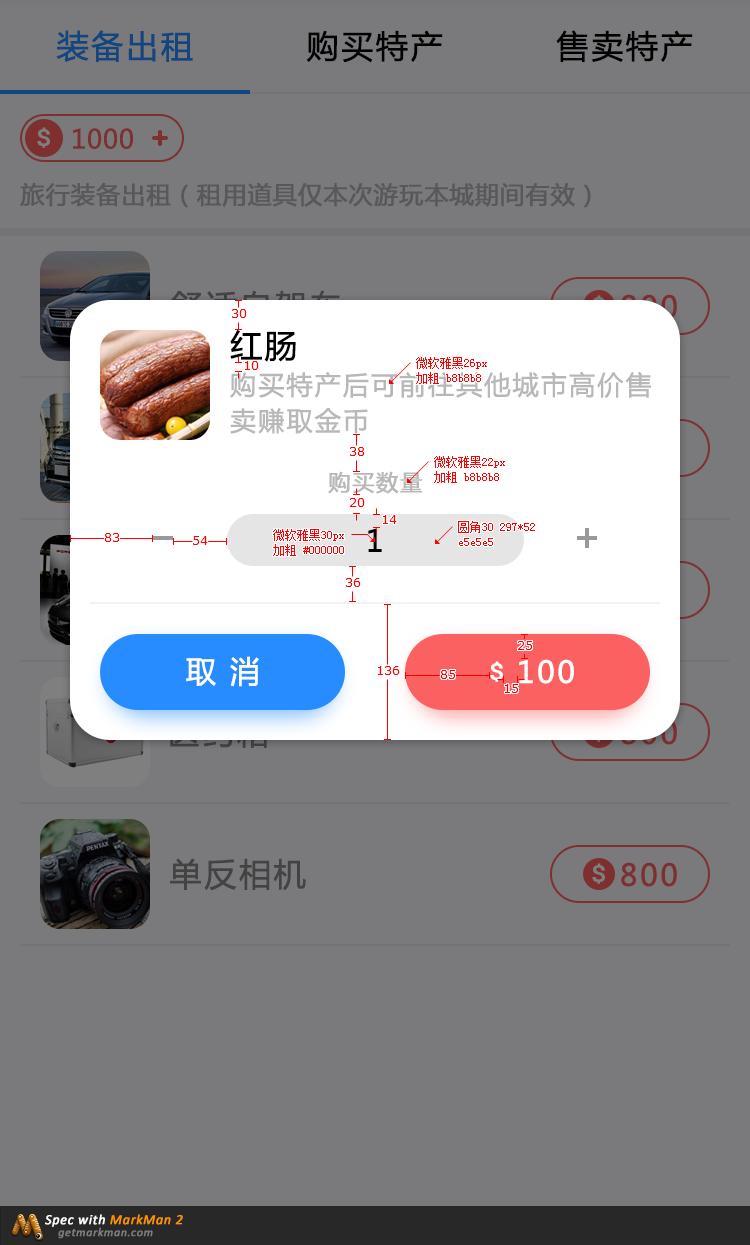 装备出租 购买特产 售卖特产
$ 1000 +
旅行装备出租（租用道具仅本次游玩本城期间有效）
30
红肠
10
微软雅黑26px
加粗 b8b8b8
购买特产后可前往其他城市高价售
卖赚取金币
38
购买数量
微软雅黑22px
加粗 b8b8b8
20
14
83
54
微软雅黑30px
加粗 #000000
1
圆角30 297*52
e5e5e5
+
36
136
取 消
25
85
$ 100
15
单反相机
$ 800
PENTAX
Spec with MarkMan 2
getmarkman.com